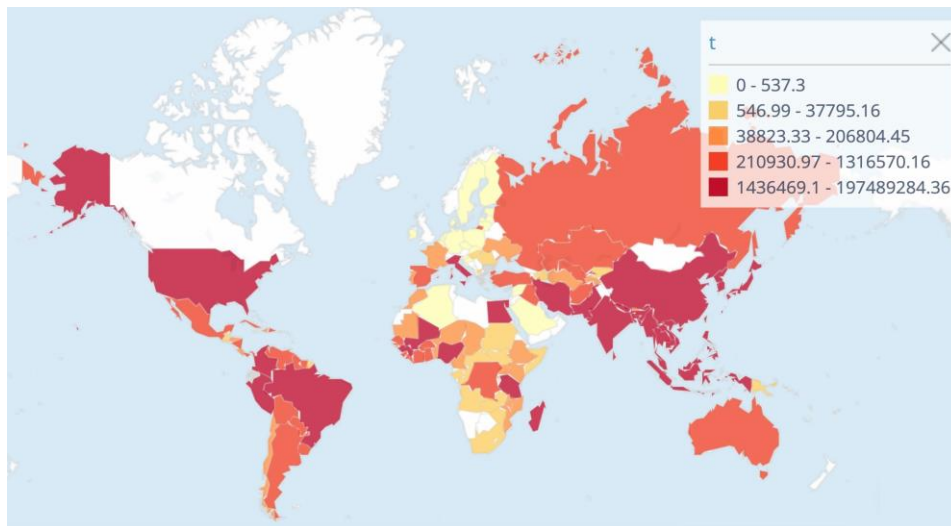 t
0 - 537.3
546.99 - 37795.16
38823.33 - 206804.45
210930.97 - 1316570.16
1436469.1 - 197489284.36